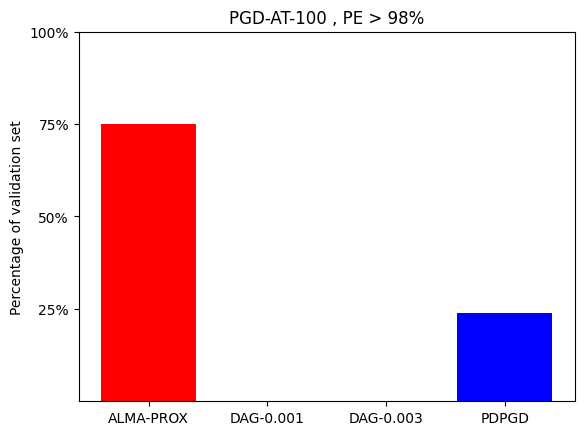 PGD-AT-100 , PE > 98%
100%
75%
50%
25%
Percentage of validation set
ALMA-PROX
DAG-0.001
DAG-0.003
PDPGD